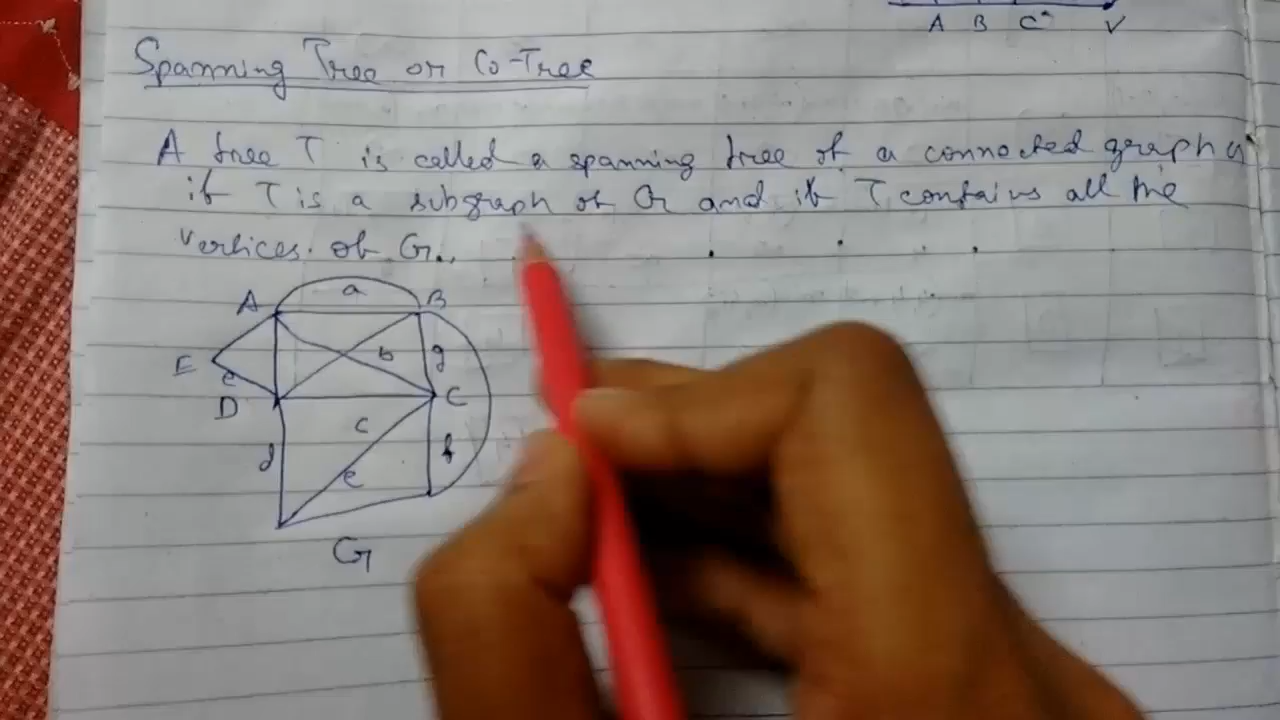 A B C V
Spanning Tree or Co-Tree
A tree T is called a spanning tree of a connected graph G
if T is a subgraph of G and if T contains all the
vertices of G.
a
A B
E b g
e
D C
c
d f
e
G